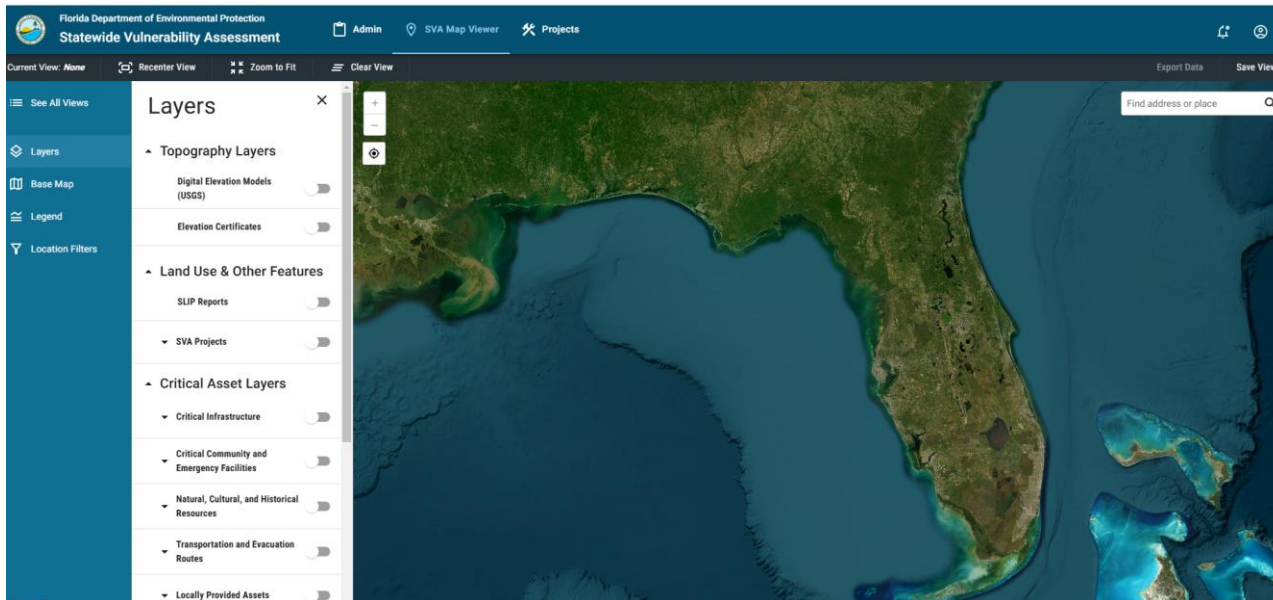 Florida Department of Environmental Protection
Statewide Vulnerability Assessment
Admin
SVA Map Viewer
Projects
Current View: None
Recenter View
Zoom to Fit
Clear View
Export Data
Save View
See All Views
Layers
Base Map
Legend
Location Filters
Layers
Topography Layers
Digital Elevation Models
(USGS)
Elevation Certificates
Land Use & Other Features
SLIP Reports
SVA Projects
Critical Asset Layers
Critical Infrastructure
Critical Community and
Emergency Facilities
Natural, Cultural, and Historical
Resources
Transportation and Evacuation
Routes
Locally Provided Assets
Find address or place